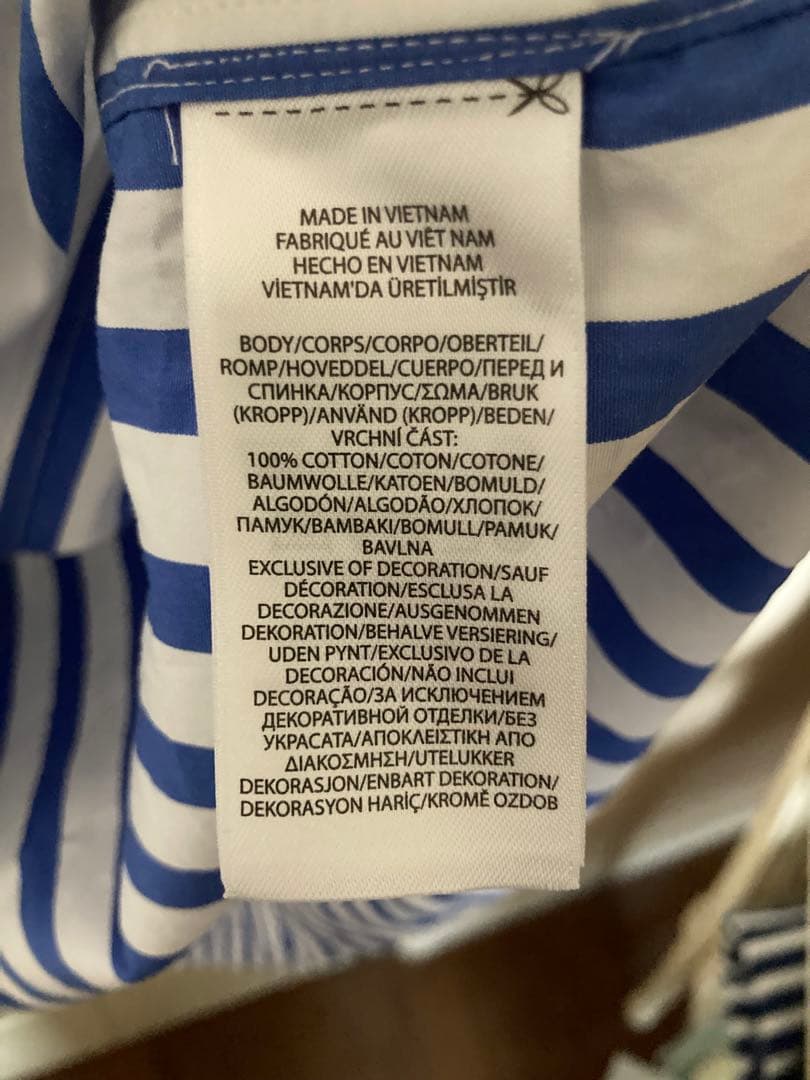 MADE IN VIETNAM
FABRIQUÉ AU VIÊT NAM
HECHO EN VIETNAM
VİETNAM'DA ÜRETİLMİŞTİR
BODY/CORPS/CORPO/OBERTEIL/
ROMP/HOVEDDEL/CUERPO/ПЕРЕД И
СПИНКА/КОРПУС/ΣΩΜΑ/BRUK
(KROPP)/ANVÄND (KROPP)/BEDEN/
VRCHNÍ ČÁST:
100% COTTON/COTON/COTONE/
BAUMWOLLE/KATOEN/BOMULD/
ALGODÓN/ALGODÃO/ХЛОПОК/
ПАМУК/ΒΑΜΒΑΚΙ/BOMULL/PAMUK/
BAVLNA
EXCLUSIVE OF DECORATION/SAUF
DÉCORATION/ESCLUSA LA
DECORAZIONE/AUSGENOMMEN
DEKORATION/BEHALVE VERSIERING/
UDEN PYNT/EXCLUSIVO DE LA
DECORACIÓN/NÃO INCLUI
DECORAÇÃO/ЗА ИСКЛЮЧЕНИЕМ
ДЕКОРАТИВНОЙ ОТДЕЛКИ/БЕЗ
УКРАСАТА/ΑΠΟΚΛΕΙΣΤΙΚΗ ΑΠΟ
ΔΙΑΚΟΣΜΗΣΗ/UTELUKKER
DEKORASJON/ENBART DEKORATION/
DEKORASYON HARİÇ/KROMĚ OZDOB